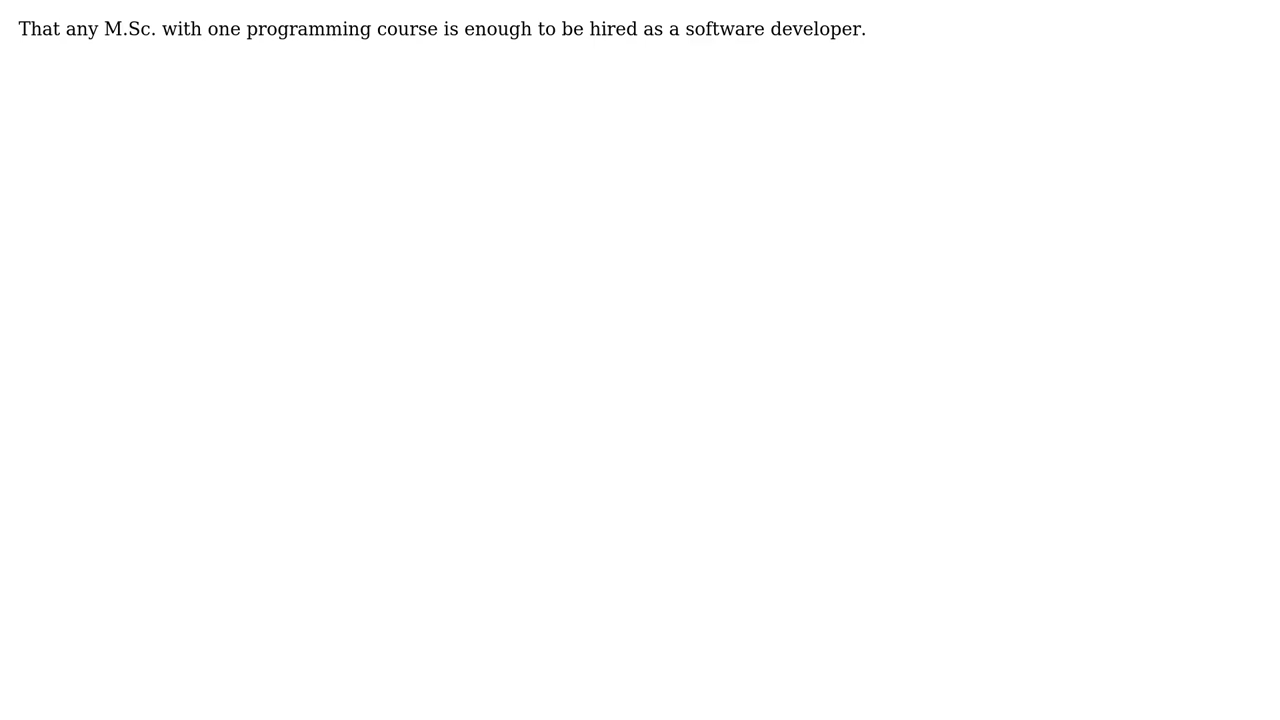 That any M.Sc. with one programming course is enough to be hired as a software developer.